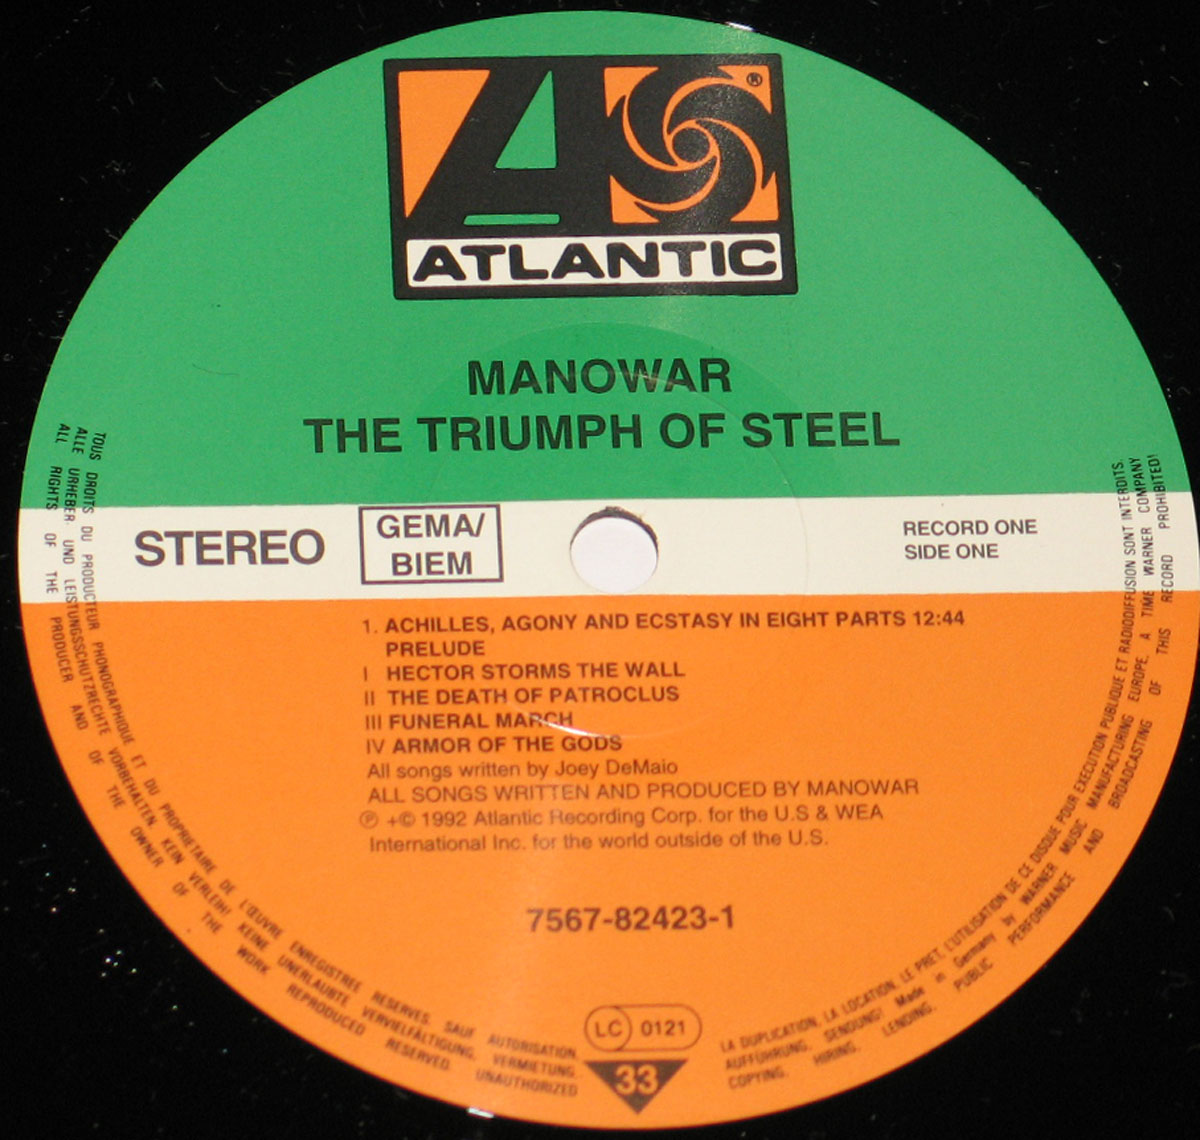 A
®
ATLANTIC
MANOWAR
THE TRIUMPH OF STEEL
STEREO
GEMA/
BIEM
RECORD ONE
SIDE ONE
1. ACHILLES, AGONY AND ECSTASY IN EIGHT PARTS 12:44
PRELUDE
I HECTOR STORMS THE WALL
II THE DEATH OF PATROCLUS
III FUNERAL MARCH
IV ARMOR OF THE GODS
All songs written by Joey DeMaio
ALL SONGS WRITTEN AND PRODUCED BY MANOWAR
℗ +© 1992 Atlantic Recording Corp. for the U.S & WEA
International Inc. for the world outside of the U.S.
7567-82423-1
LC 0121
33
TOUS DROITS DU PRODUCTEUR PHONOGRAPHIQUE ET DU PROPRIETAIRE DE L'ŒUVRE ENREGISTREE RESERVES. SAUF AUTORISATION, LA DUPLICATION, LA LOCATION, LE PRET, L'UTILISATION DE CE DISQUE POUR EXECUTION PUBLIQUE ET RADIODIFFUSION SONT INTERDITS.
ALLE URHEBER- UND LEISTUNGSSCHUTZRECHTE VORBEHALTEN KEIN VERLEIH! KEINE UNERLAUBTE VERVIELFÄLTIGUNG, VERMIETUNG, AUFFÜHRUNG, SENDUNG! Made in Germany by WARNER MUSIC MANUFACTURING EUROPE, A TIME WARNER COMPANY
ALL RIGHTS OF THE PRODUCER AND OF THE OWNER OF THE WORK REPRODUCED RESERVED. UNAUTHORIZED COPYING, HIRING, LENDING, PUBLIC PERFORMANCE AND BROADCASTING OF THIS RECORD PROHIBITED!